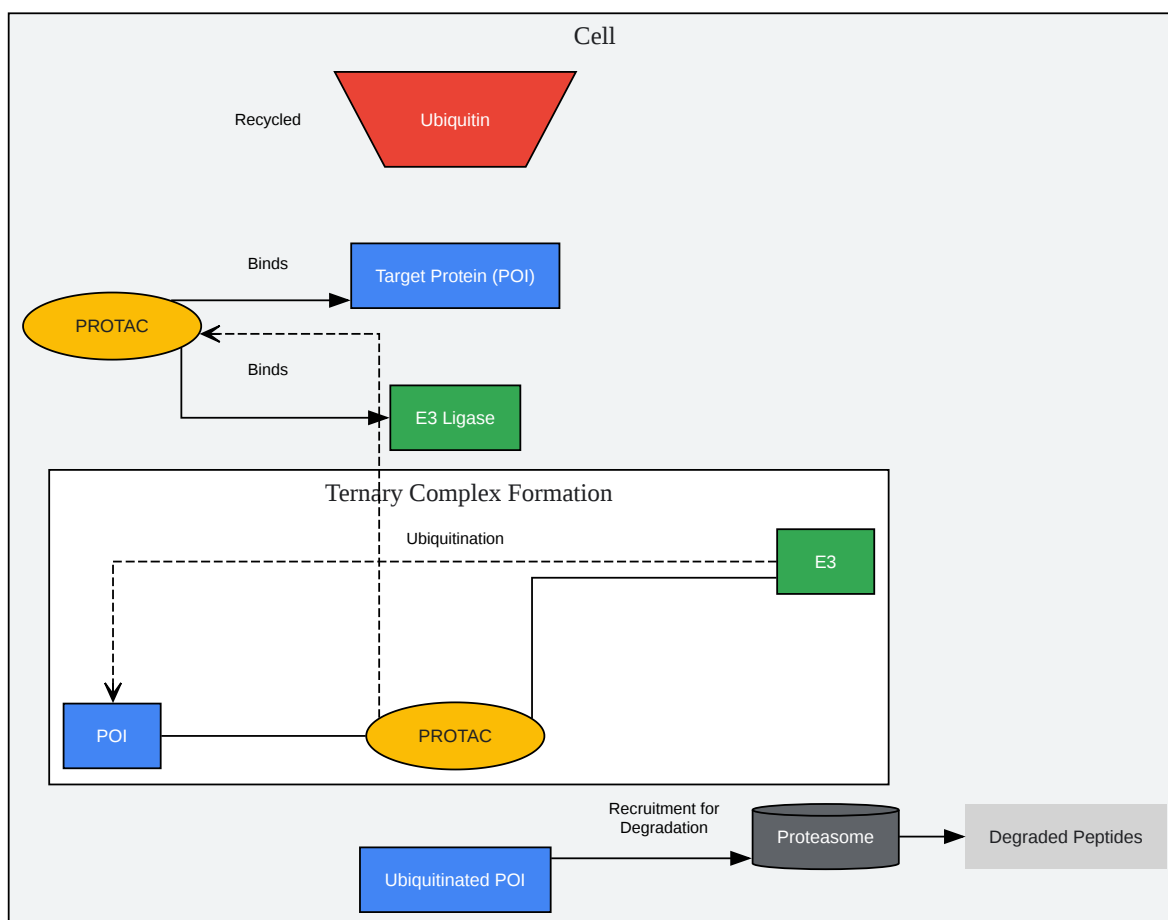 Cell
Recycled
Ubiquitin
Binds
Target Protein (POI)
PROTAC
Binds
E3 Ligase
Ternary Complex Formation
Ubiquitination
E3
POI
PROTAC
Recruitment for
Degradation
Proteasome
Degraded Peptides
Ubiquitinated POI